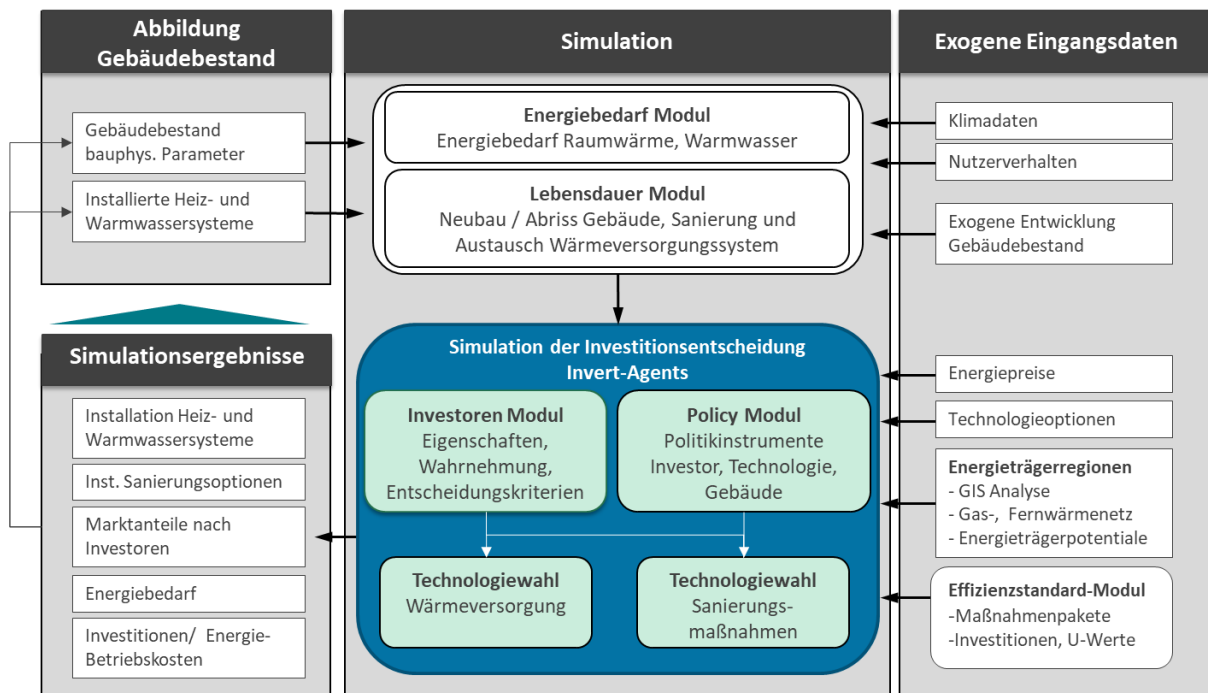 Abbildung
Gebäudebestand
Gebäudebestand
bauphys. Parameter
Installierte Heiz- und
Warmwassersysteme
Simulationsergebnisse
Installation Heiz- und
Warmwassersysteme
Inst. Sanierungsoptionen
Marktanteile nach
Investoren
Energiebedarf
Investitionen/ Energie-
Betriebskosten
Simulation
Energiebedarf Modul
Energiebedarf Raumwärme, Warmwasser
Lebensdauer Modul
Neubau / Abriss Gebäude, Sanierung und
Austausch Wärmeversorgungssystem
Simulation der Investitionsentscheidung
Invert-Agents
Investoren Modul
Eigenschaften,
Wahrnehmung,
Entscheidungskriterien
Policy Modul
Politikinstrumente
Investor, Technologie,
Gebäude
Technologiewahl
Wärmeversorgung
Technologiewahl
Sanierungs-
maßnahmen
Exogene Eingangsdaten
Klimadaten
Nutzerverhalten
Exogene Entwicklung
Gebäudebestand
Energiepreise
Technologieoptionen
Energieträgerregionen
- GIS Analyse
- Gas-, Fernwärmenetz
- Energieträgerpotentiale
Effizienzstandard-Modul
-Maßnahmenpakete
-Investitionen, U-Werte